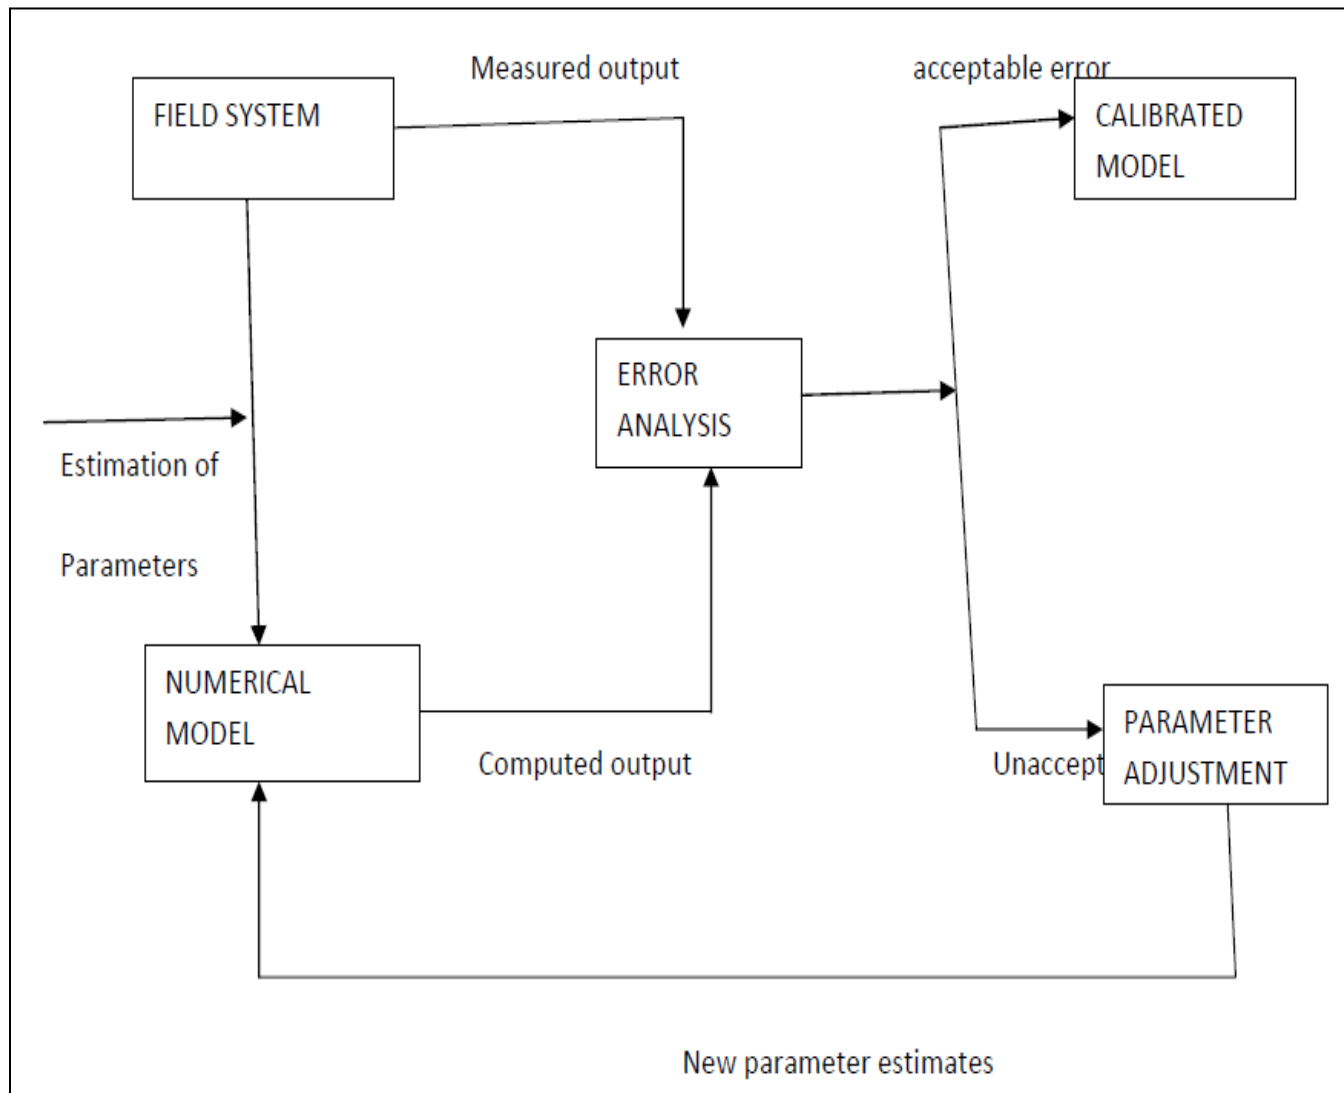 Measured output
acceptable error
FIELD SYSTEM
CALIBRATED
MODEL
ERROR
ANALYSIS
Estimation of
Parameters
NUMERICAL
MODEL
Computed output
Unaccept
PARAMETER
ADJUSTMENT
New parameter estimates